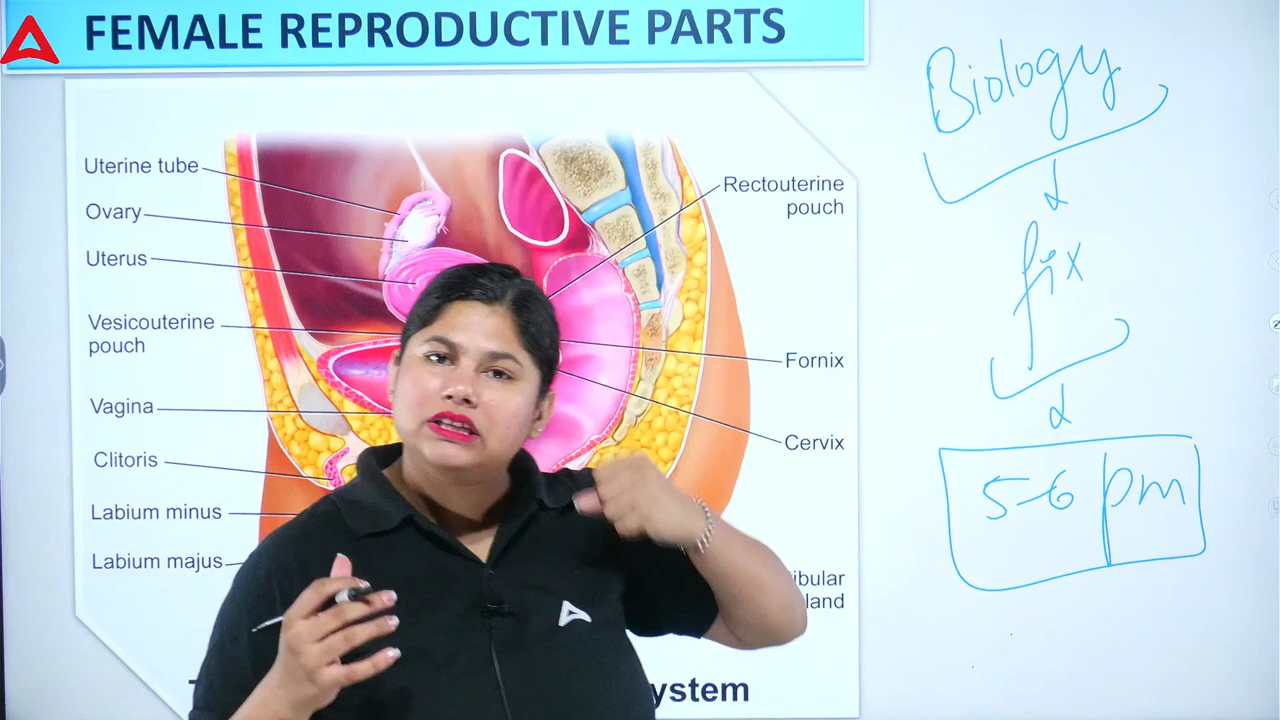 FEMALE REPRODUCTIVE PARTS
Uterine tube
Ovary
Uterus
Vesicouterine
pouch
Vagina
Clitoris
Labium minus
Labium majus
Rectouterine
pouch
Fornix
Cervix
ibular
land
ystem
Biology
fix
5-6 pm